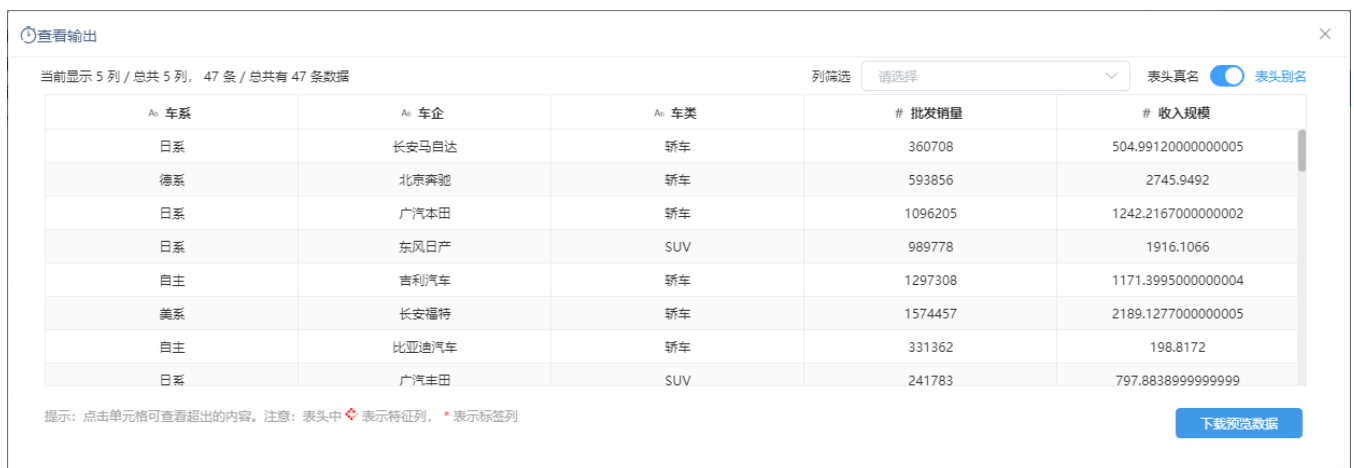 查看输出
当前显示 5 列 / 总共 5 列， 47 条 / 总共有 47 条数据 列筛选 请选择 表头真名 表头别名
Ab 车系 Ab 车企 Ab 车类 # 批发销量 # 收入规模
日系 长安马自达 轿车 360708 504.99120000000005
德系 北京奔驰 轿车 593856 2745.9492
日系 广汽本田 轿车 1096205 1242.2167000000002
日系 东风日产 SUV 989778 1916.1066
自主 吉利汽车 轿车 1297308 1171.3995000000004
美系 长安福特 轿车 1574457 2189.1277000000005
自主 比亚迪汽车 轿车 331362 198.8172
日系 广汽丰田 SUV 241783 797.8838999999999
提示：点击单元格可查看超出的内容。注意：表头中 表示特征列， * 表示标签列
下载预览数据